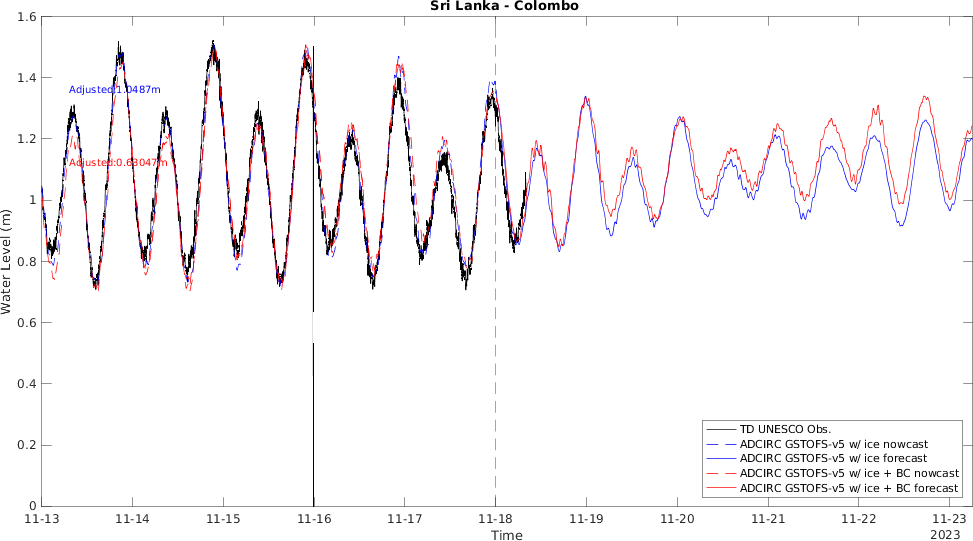 Sri Lanka - Colombo
1.6
1.4
1.2
1
0.8
0.6
0.4
0.2
0
Water Level (m)
Adjusted:1.0487m
Adjusted:0.63047m
TD UNESCO Obs.
ADCIRC GSTOFS-v5 w/ ice nowcast
ADCIRC GSTOFS-v5 w/ ice forecast
ADCIRC GSTOFS-v5 w/ ice + BC nowcast
ADCIRC GSTOFS-v5 w/ ice + BC forecast
11-13 11-14 11-15 11-16 11-17 11-18 11-19 11-20 11-21 11-22 11-23
2023
Time